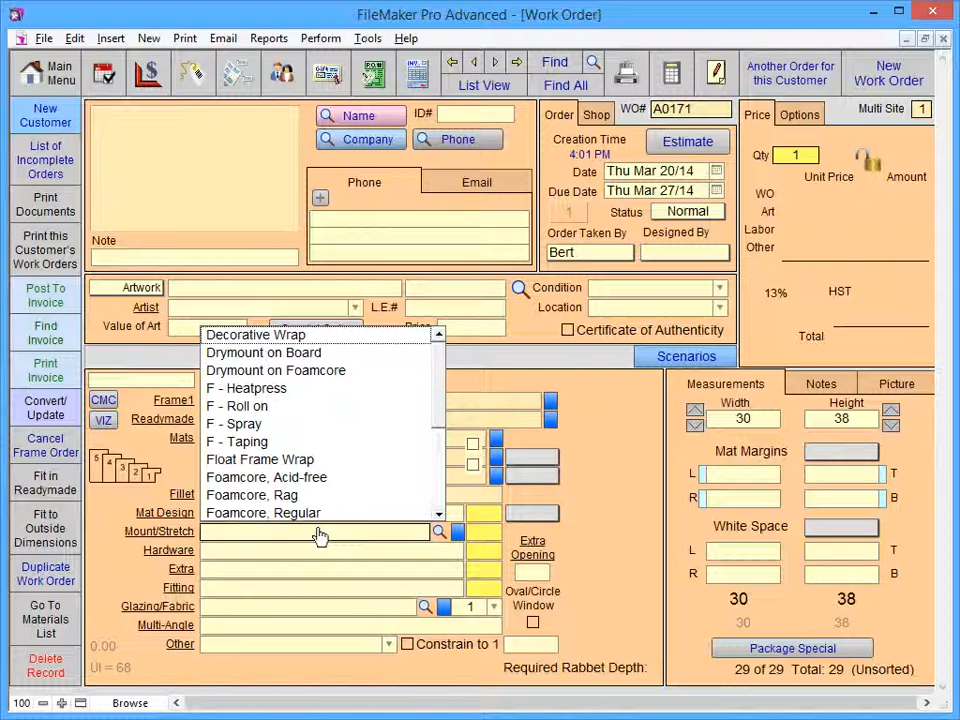 FileMaker Pro Advanced - [Work Order]
File Edit Insert New Print Email Reports Perform Tools Help
Main Menu
Find
List View
Find All
Another Order for this Customer
New Work Order
New Customer
List of Incomplete Orders
Print Documents
Print this Customer's Work Orders
Post To Invoice
Find Invoice
Print Invoice
Convert/ Update
Cancel Frame Order
Fit in Readymade
Fit to Outside Dimensions
Duplicate Work Order
Go To Materials List
Delete Record
Name
ID#
Company
Phone
Phone
Email
Note
Order
Shop
WO# A0171
Creation Time
4:01 PM
Estimate
Date Thu Mar 20/14
Due Date Thu Mar 27/14
1
Status Normal
Order Taken By
Designed By
Bert
Price
Options
Multi Site 1
Qty 1
Unit Price
Amount
WO
Art
Labor
Other
13% HST
Total
Artwork
Condition
Artist
L.E.#
Location
Value of Art
Certificate of Authenticity
Scenarios
Decorative Wrap
Drymount on Board
Drymount on Foamcore
F - Heatpress
F - Roll on
F - Spray
F - Taping
Float Frame Wrap
Foamcore, Acid-free
Foamcore, Rag
Foamcore, Regular
CMC
Frame1
VIZ
Readymade
Mats
5 4 3 2 1
Fillet
Mat Design
Mount/Stretch
Hardware
Extra
Fitting
Glazing/Fabric
1
Multi-Angle
0.00
Other
Constrain to 1
UI = 68
Extra Opening
Oval/Circle Window
Required Rabbet Depth:
Measurements
Notes
Picture
Width
Height
30
38
Mat Margins
L
T
R
B
White Space
L
T
R
B
30
38
30
38
Package Special
29 of 29 Total: 29 (Unsorted)
100
Browse